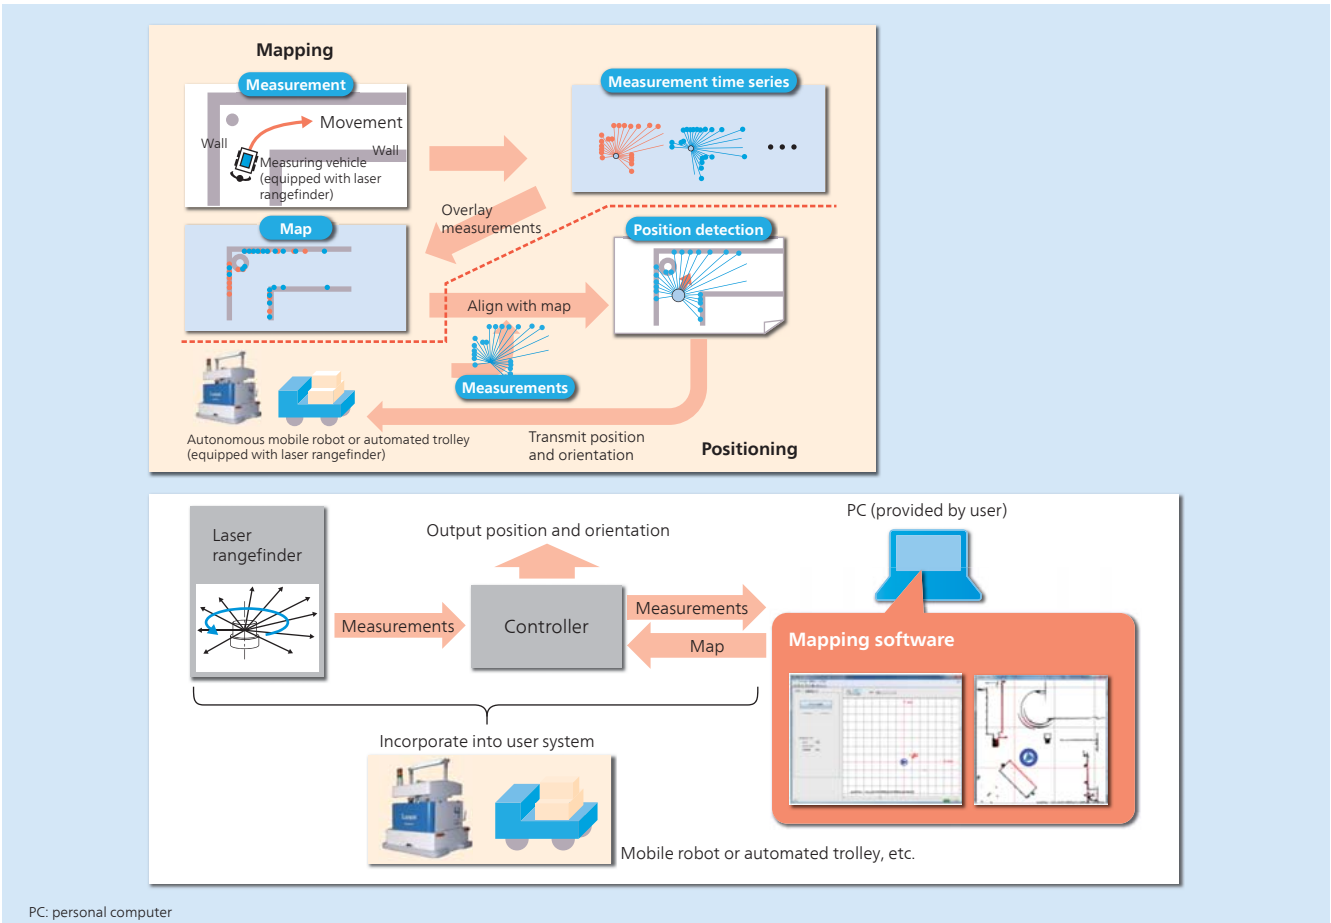 Mapping
Measurement
Movement
Wall
Wall
Measuring vehicle
(equipped with laser
rangefinder)
Measurement time series
Overlay
measurements
Map
Position detection
Align with map
Measurements
Autonomous mobile robot or automated trolley
(equipped with laser rangefinder)
Transmit position
and orientation
Positioning
Laser
rangefinder
Output position and orientation
PC (provided by user)
Measurements
Controller
Measurements
Map
Mapping software
Incorporate into user system
Mobile robot or automated trolley, etc.
PC: personal computer